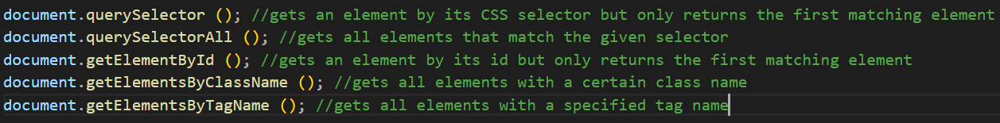 document.querySelector (); //gets an element by its CSS selector but only returns the first matching element
document.querySelectorAll (); //gets all elements that match the given selector
document.getElementById (); //gets an element by its id but only returns the first matching element
document.getElementsByClassName (); //gets all elements with a certain class name
document.getElementsByTagName (); //gets all elements with a specified tag name